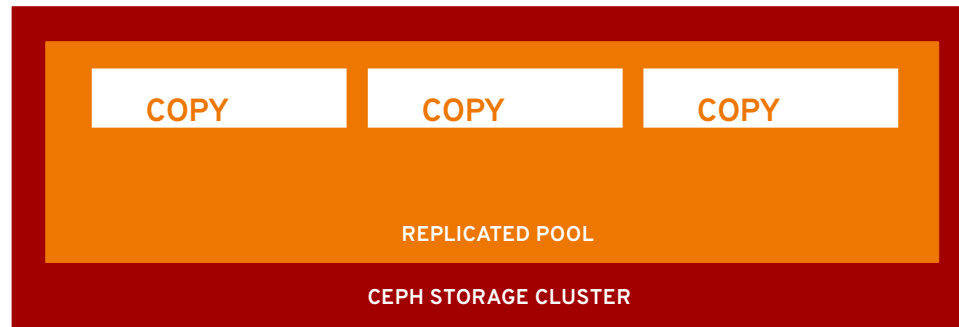 COPY COPY COPY
REPLICATED POOL
CEPH STORAGE CLUSTER